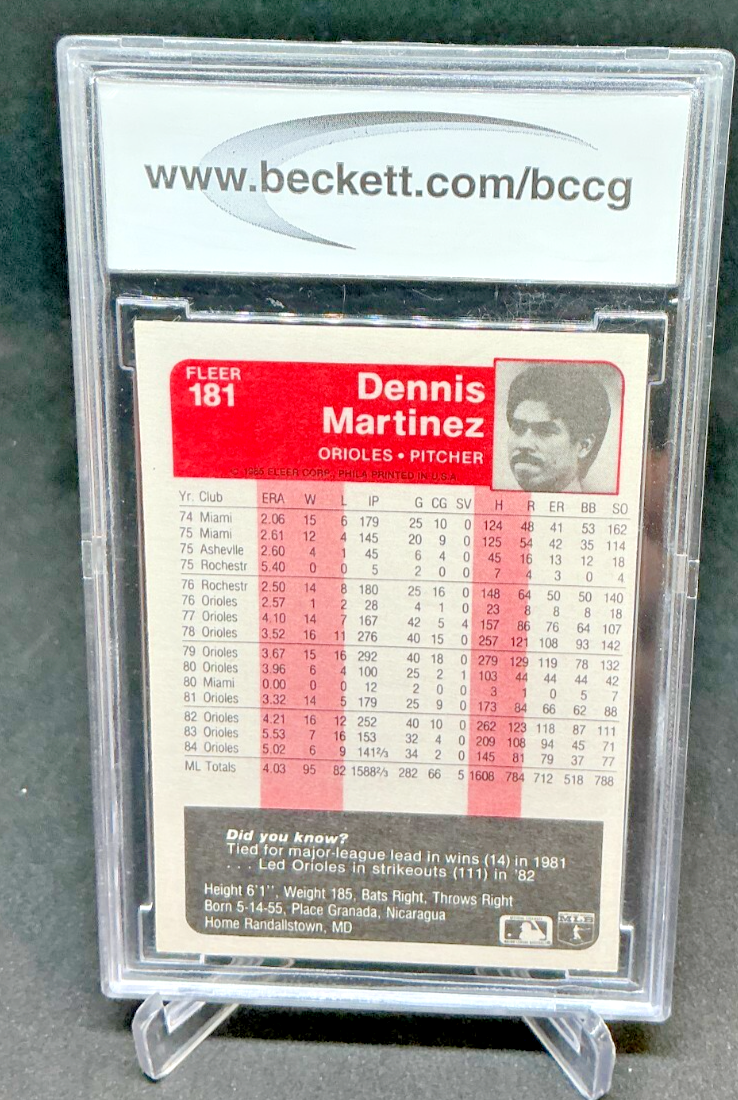 www.beckett.com/bccg
FLEER
181
Dennis
Martinez
ORIOLES • PITCHER
© 1985 FLEER CORP., PHILA. PRINTED IN U.S.A.
Yr. Club ERA W L IP G CG SV H R ER BB SO
74 Miami 2.06 15 6 179 25 10 0 124 48 41 53 162
75 Miami 2.61 12 4 145 20 9 0 125 54 42 35 114
75 Ashevlle 2.60 4 1 45 6 4 0 45 16 13 12 18
75 Rochestr 5.40 0 0 5 2 0 0 7 4 3 0 4
76 Rochestr 2.50 14 8 180 25 16 0 148 64 50 50 140
76 Orioles 2.57 1 2 28 4 1 0 23 8 8 8 18
77 Orioles 4.10 14 7 167 42 5 4 157 86 76 64 107
78 Orioles 3.52 16 11 276 40 15 0 257 121 108 93 142
79 Orioles 3.67 15 16 292 40 18 0 279 129 119 78 132
80 Orioles 3.96 6 4 100 25 2 1 103 44 44 44 42
80 Miami 0.00 0 0 12 2 0 0 3 1 0 5 7
81 Orioles 3.32 14 5 179 25 9 0 173 84 66 62 88
82 Orioles 4.21 16 12 252 40 10 0 262 123 118 87 111
83 Orioles 5.53 7 16 153 32 4 0 209 108 94 45 71
84 Orioles 5.02 6 9 141⅔ 34 2 0 145 81 79 37 77
ML Totals 4.03 95 82 1588⅔ 282 66 5 1608 784 712 518 788
Did you know?
Tied for major-league lead in wins (14) in 1981
. . . Led Orioles in strikeouts (111) in '82
Height 6'1'', Weight 185, Bats Right, Throws Right
Born 5-14-55, Place Granada, Nicaragua
Home Randallstown, MD
MLB